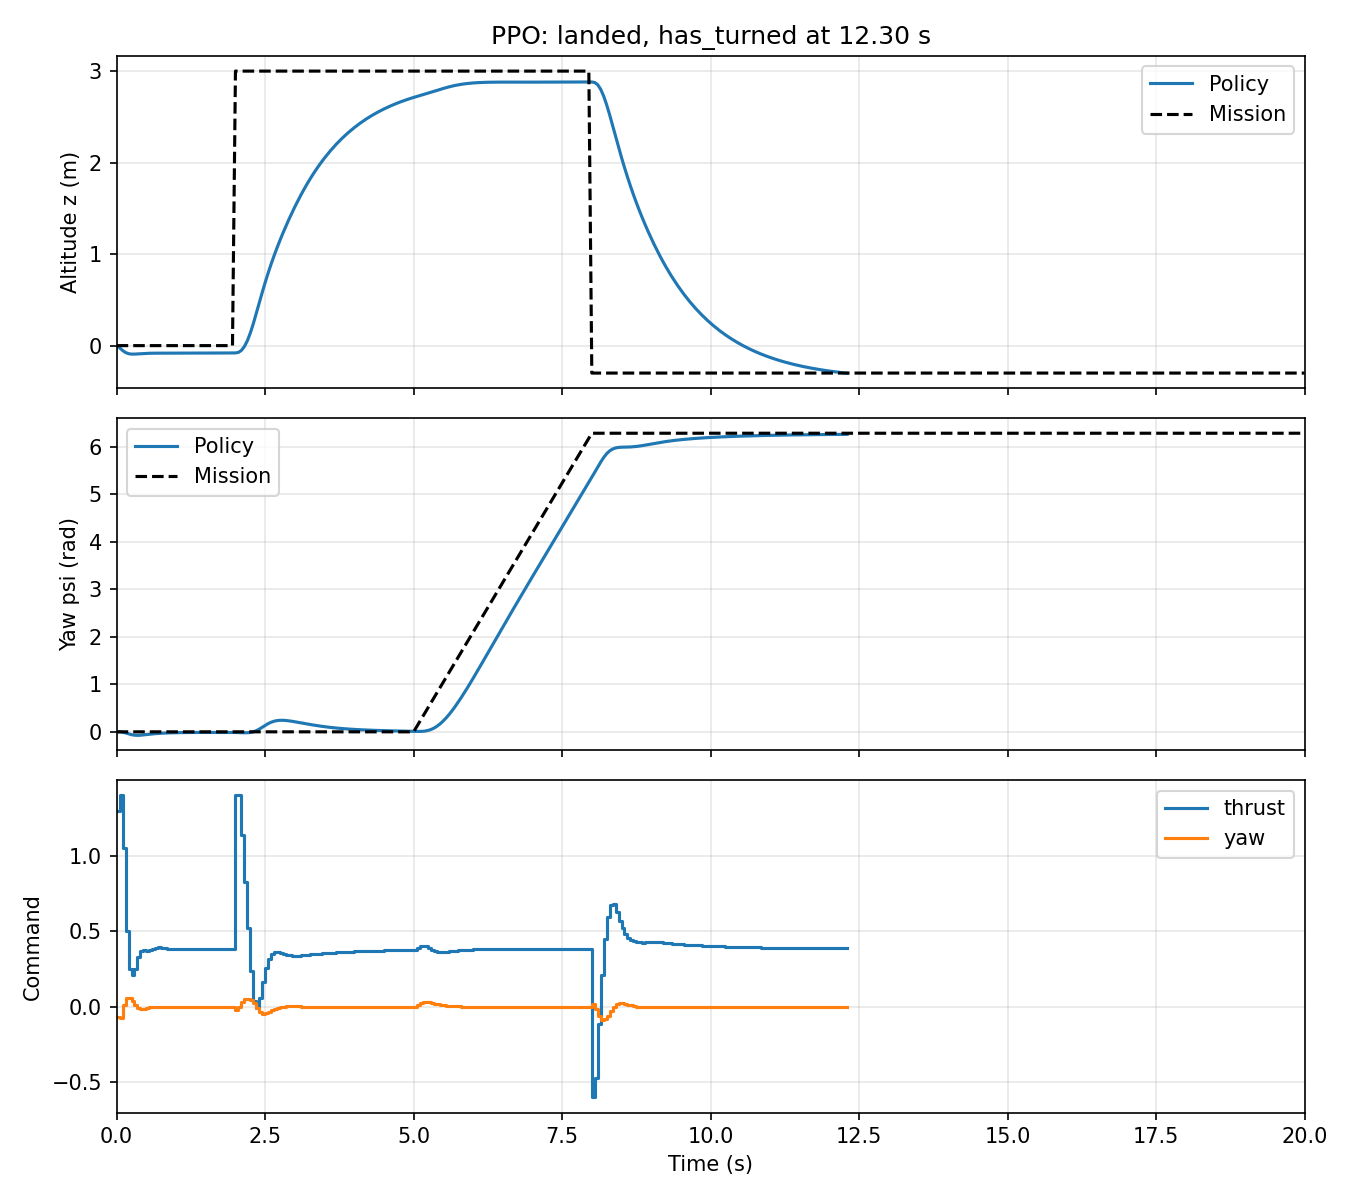 PPO: landed, has_turned at 12.30 s
Altitude z (m)
3
2
1
0
Policy
Mission
Yaw psi (rad)
6
5
4
3
2
1
0
Policy
Mission
Command
1.0
0.5
0.0
−0.5
thrust
yaw
0.0 2.5 5.0 7.5 10.0 12.5 15.0 17.5 20.0
Time (s)